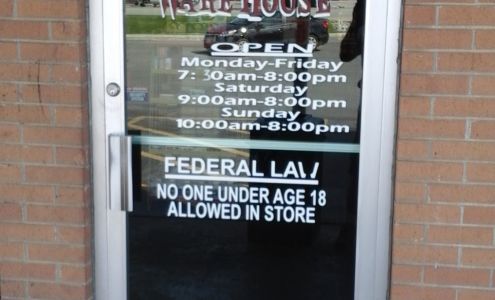 WAREHOUSE
OPEN
Monday-Friday
7:30am-8:00pm
Saturday
9:00am-8:00pm
Sunday
10:00am-8:00pm
FEDERAL LAW
NO ONE UNDER AGE 18
ALLOWED IN STORE